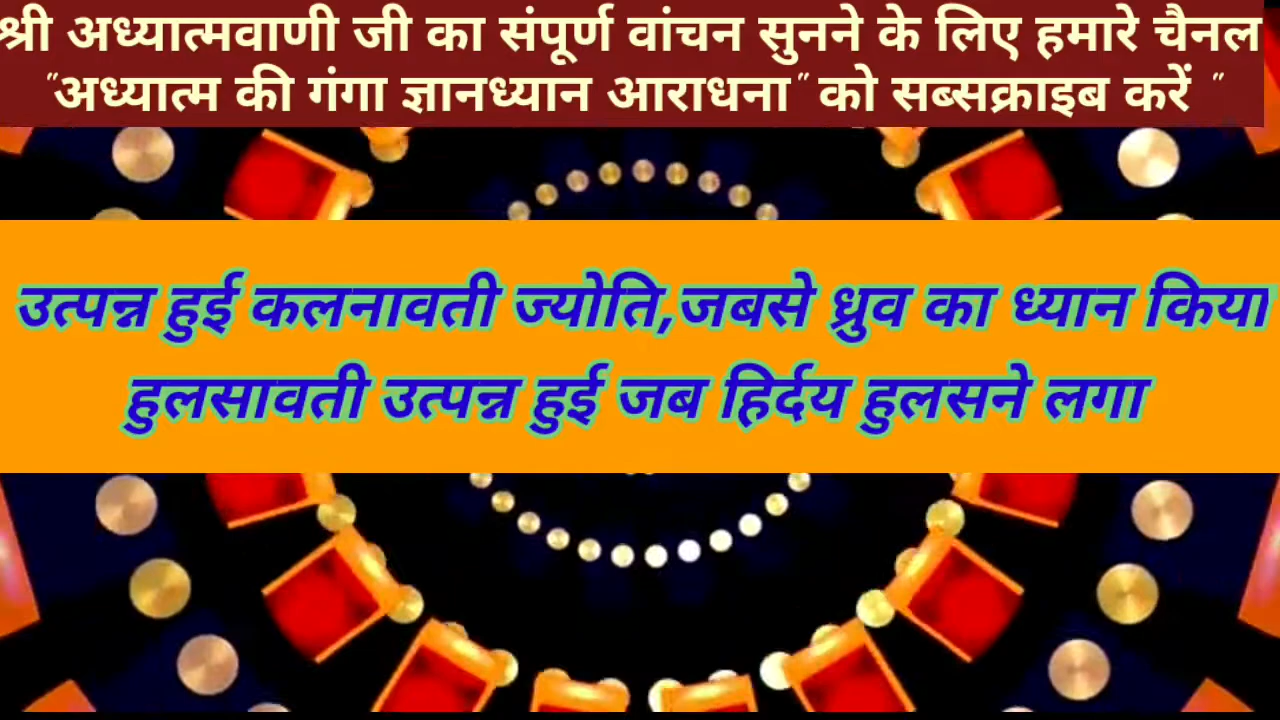 श्री अध्यात्मवाणी जी का संपूर्ण वांचन सुनने के लिए हमारे चैनल
"अध्यात्म की गंगा ज्ञानध्यान आराधना" को सब्सक्राइब करें "
उत्पन्न हुई कलनावती ज्योति,जबसे ध्रुव का ध्यान किया
हुलसावती उत्पन्न हुई जब हिर्दय हुलसने लगा